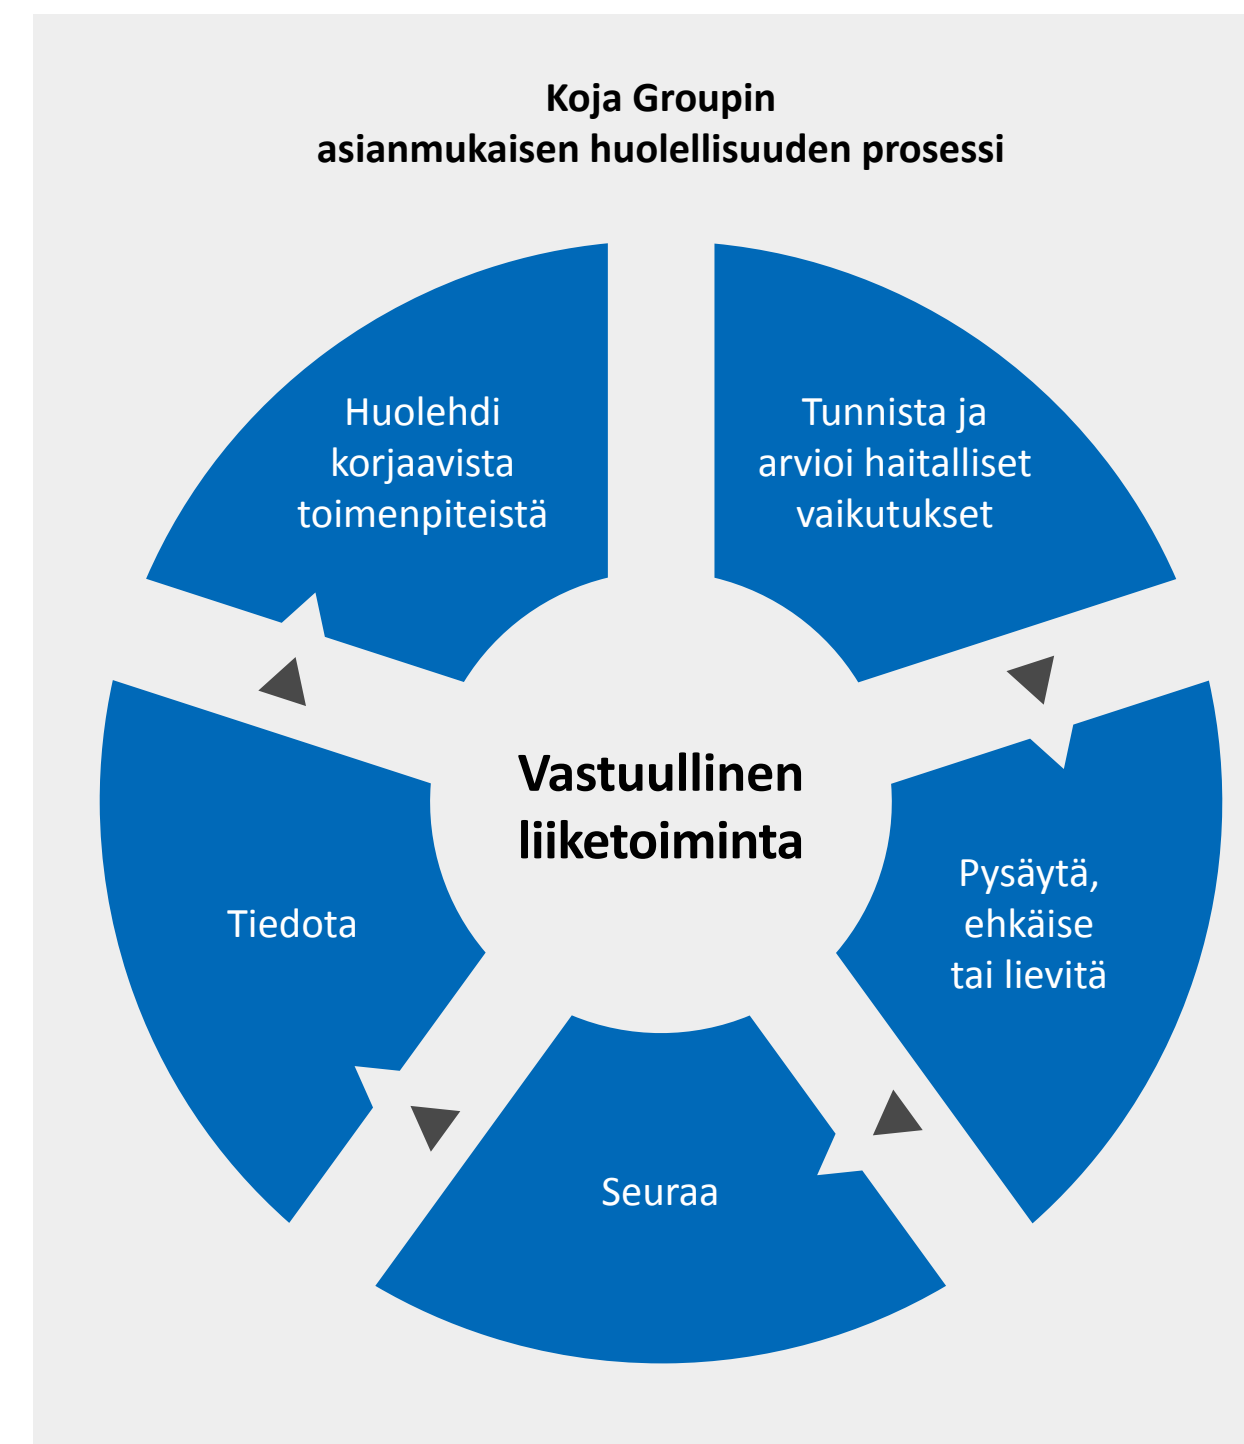 Koja Groupin
asianmukaisen huolellisuuden prosessi
Tunnista ja
arvioi haitalliset
vaikutukset
Pysäytä,
ehkäise
tai lievitä
Seuraa
Tiedota
Huolehdi
korjaavista
toimenpiteistä
Vastuullinen
liiketoiminta